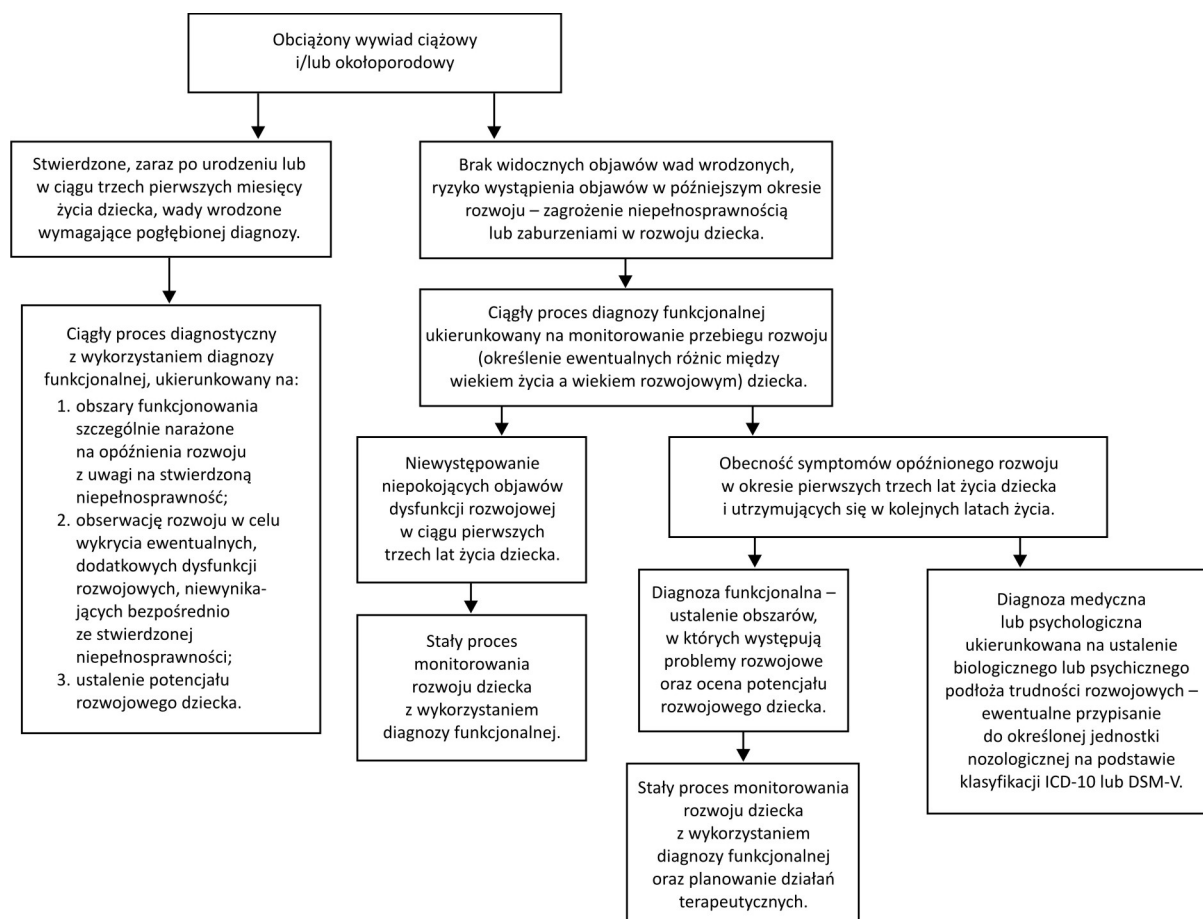 Obciążony wywiad ciążowy
i/lub okołoporodowy
Stwierdzone, zaraz po urodzeniu lub
w ciągu trzech pierwszych miesięcy
życia dziecka, wady wrodzone
wymagające pogłębionej diagnozy.
Brak widocznych objawów wad wrodzonych,
ryzyko wystąpienia objawów w późniejszym okresie
rozwoju – zagrożenie niepełnosprawnością
lub zaburzeniami w rozwoju dziecka.
Ciągły proces diagnostyczny
z wykorzystaniem diagnozy
funkcjonalnej, ukierunkowany na:
1. obszary funkcjonowania
szczególnie narażone
na opóźnienia rozwoju
z uwagi na stwierdzoną
niepełnosprawność;
2. obserwację rozwoju w celu
wykrycia ewentualnych,
dodatkowych dysfunkcji
rozwojowych, niewynika-
jących bezpośrednio
ze stwierdzonej
niepełnosprawności;
3. ustalenie potencjału
rozwojowego dziecka.
Ciągły proces diagnozy funkcjonalnej
ukierunkowany na monitorowanie przebiegu rozwoju
(określenie ewentualnych różnic między
wiekiem życia a wiekiem rozwojowym) dziecka.
Niewystępowanie
niepokojących objawów
dysfunkcji rozwojowej
w ciągu pierwszych
trzech lat życia dziecka.
Obecność symptomów opóźnionego rozwoju
w okresie pierwszych trzech lat życia dziecka
i utrzymujących się w kolejnych latach życia.
Stały proces
monitorowania
rozwoju dziecka
z wykorzystaniem
diagnozy funkcjonalnej.
Diagnoza funkcjonalna –
ustalenie obszarów,
w których występują
problemy rozwojowe
oraz ocena potencjału
rozwojowego dziecka.
Diagnoza medyczna
lub psychologiczna
ukierunkowana na ustalenie
biologicznego lub psychicznego
podłoża trudności rozwojowych –
ewentualne przypisanie
do określonej jednostki
nozologicznej na podstawie
klasyfikacji ICD-10 lub DSM-V.
Stały proces monitorowania
rozwoju dziecka
z wykorzystaniem
diagnozy funkcjonalnej
oraz planowanie działań
terapeutycznych.